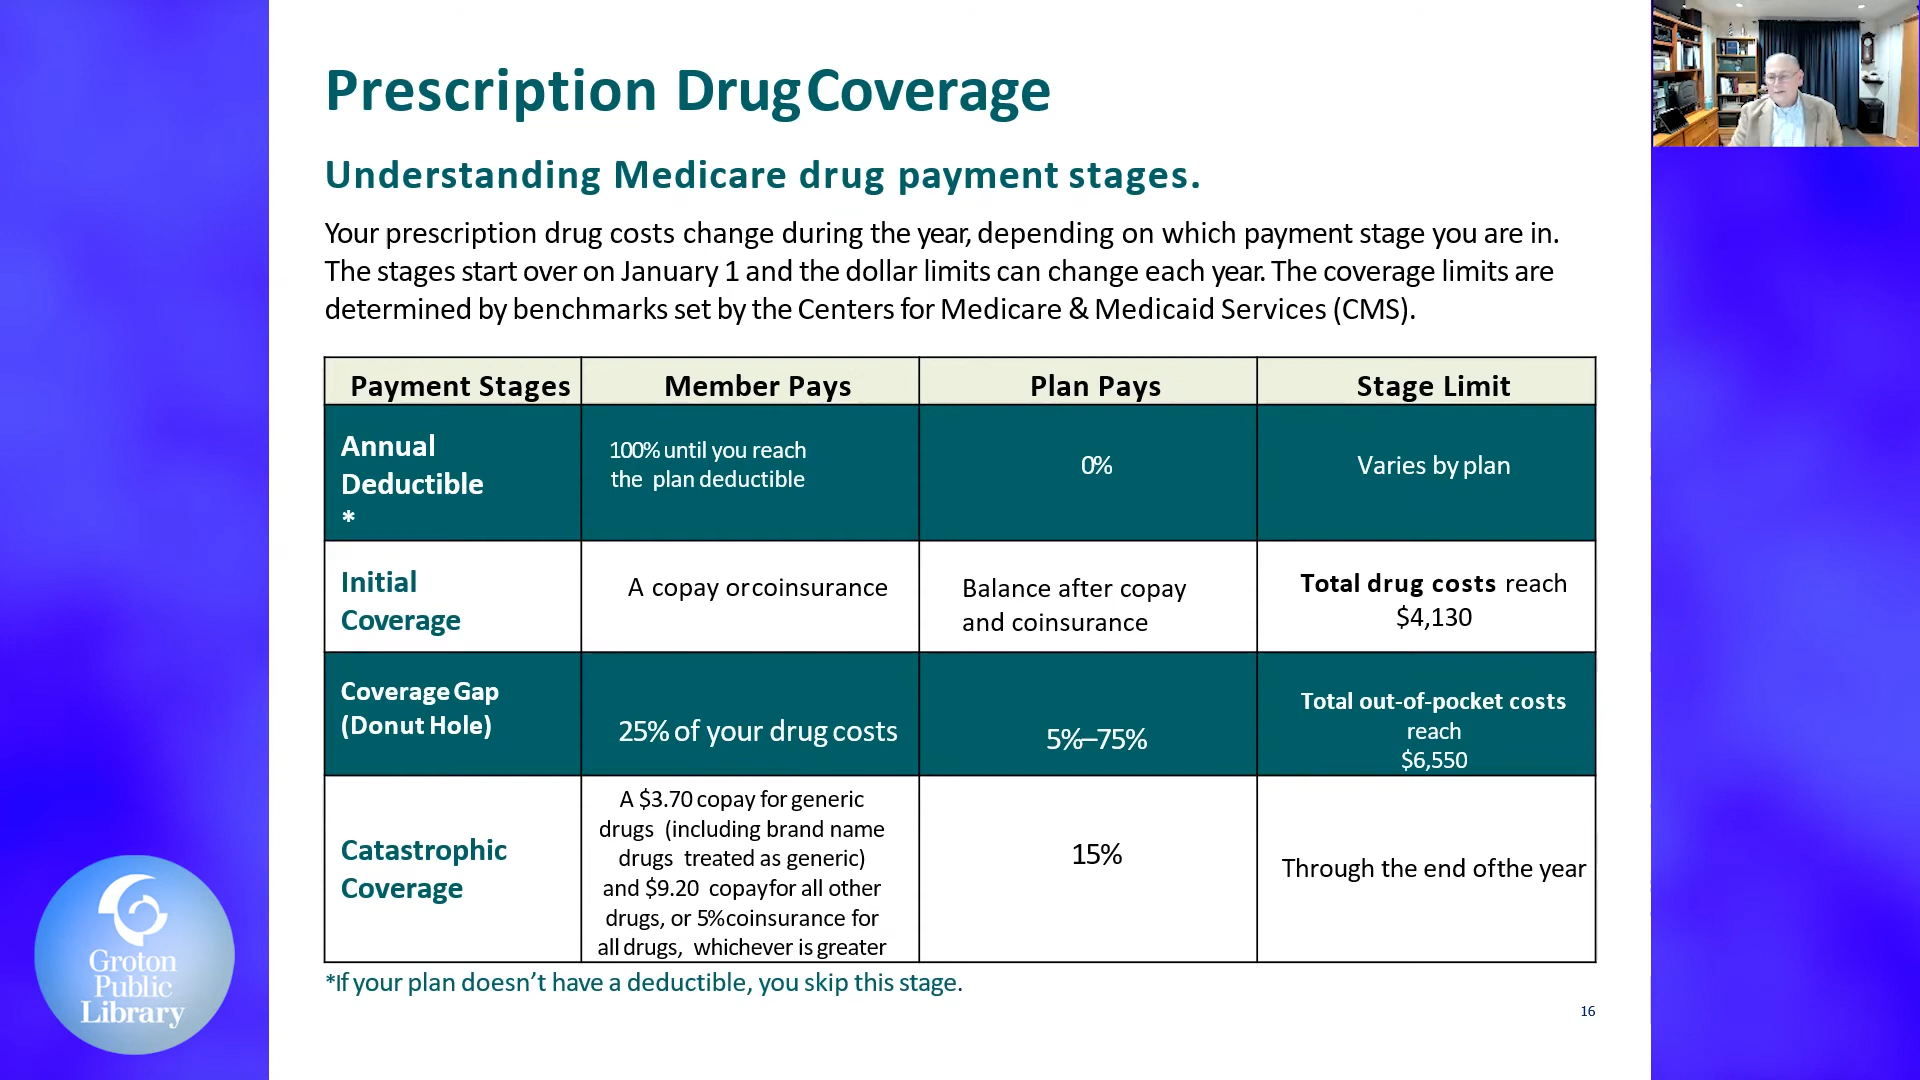 Prescription Drug Coverage
Understanding Medicare drug payment stages.
Your prescription drug costs change during the year, depending on which payment stage you are in.
The stages start over on January 1 and the dollar limits can change each year. The coverage limits are
determined by benchmarks set by the Centers for Medicare & Medicaid Services (CMS).
Payment Stages Member Pays Plan Pays Stage Limit
Annual
Deductible
*
100% until you reach
the plan deductible
0%
Varies by plan
Initial
Coverage
A copay or coinsurance
Balance after copay
and coinsurance
Total drug costs reach
$4,130
Coverage Gap
(Donut Hole)
25% of your drug costs
5%–75%
Total out-of-pocket costs
reach
$6,550
Catastrophic
Coverage
A $3.70 copay for generic
drugs (including brand name
drugs treated as generic)
and $9.20 copay for all other
drugs, or 5% coinsurance for
all drugs, whichever is greater
15%
Through the end of the year
*If your plan doesn’t have a deductible, you skip this stage.
16
Groton
Public
Library